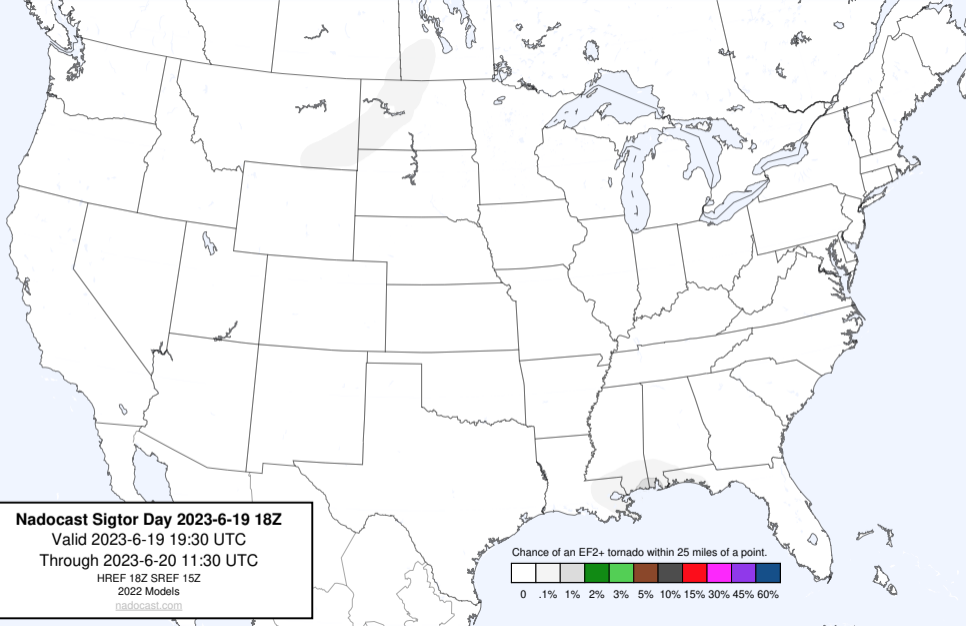 Nadocast Sigtor Day 2023-6-19 18Z
Valid 2023-6-19 19:30 UTC
Through 2023-6-20 11:30 UTC
HREF 18Z SREF 15Z
2022 Models
nadocast.com
Chance of an EF2+ tornado within 25 miles of a point.
0 .1% 1% 2% 3% 5% 10% 15% 30% 45% 60%